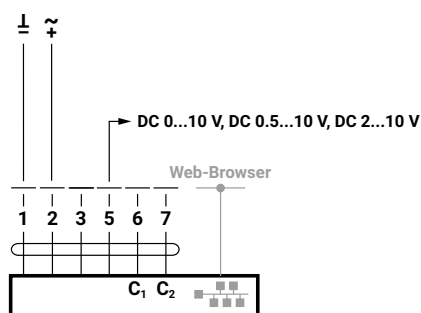 ⊥ ~
– +
DC 0...10 V, DC 0.5...10 V, DC 2...10 V
Web-Browser
1 2 3 5 6 7
C₁ C₂